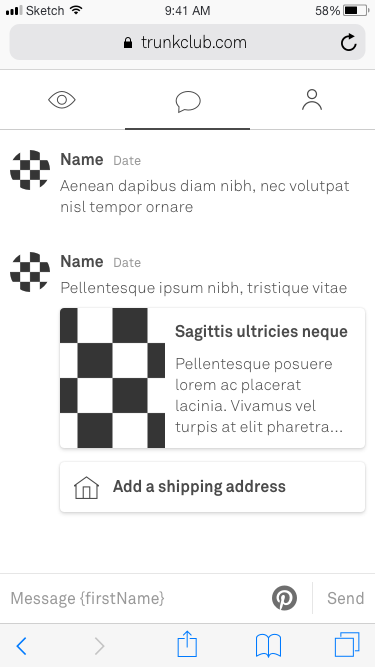 Sketch 9:41 AM 58%
trunkclub.com
Name Date
Aenean dapibus diam nibh, nec volutpat
nisl tempor ornare
Name Date
Pellentesque ipsum nibh, tristique vitae
Sagittis ultricies neque
Pellentesque posuere
lorem ac placerat
lacinia. Vivamus vel
turpis at elit pharetra...
Add a shipping address
Message {firstName} Send